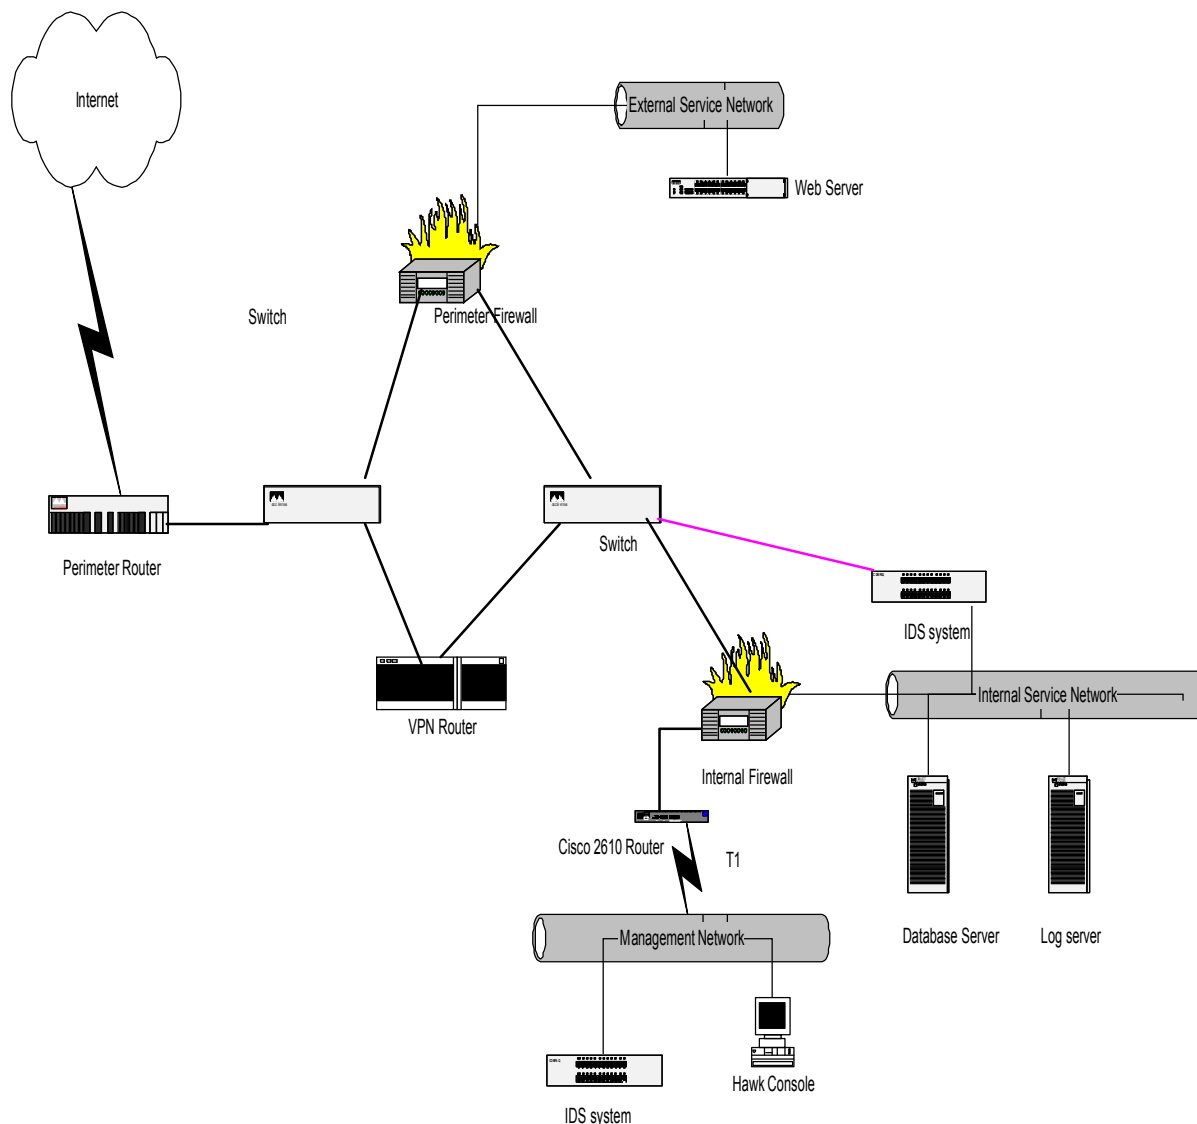 Internet
External Service Network
Web Server
Switch
Perimeter Firewall
Switch
Perimeter Router
IDS system
VPN Router
Internal Service Network
Internal Firewall
Cisco 2610 Router
T1
Management Network
Database Server
Log server
Hawk Console
IDS system